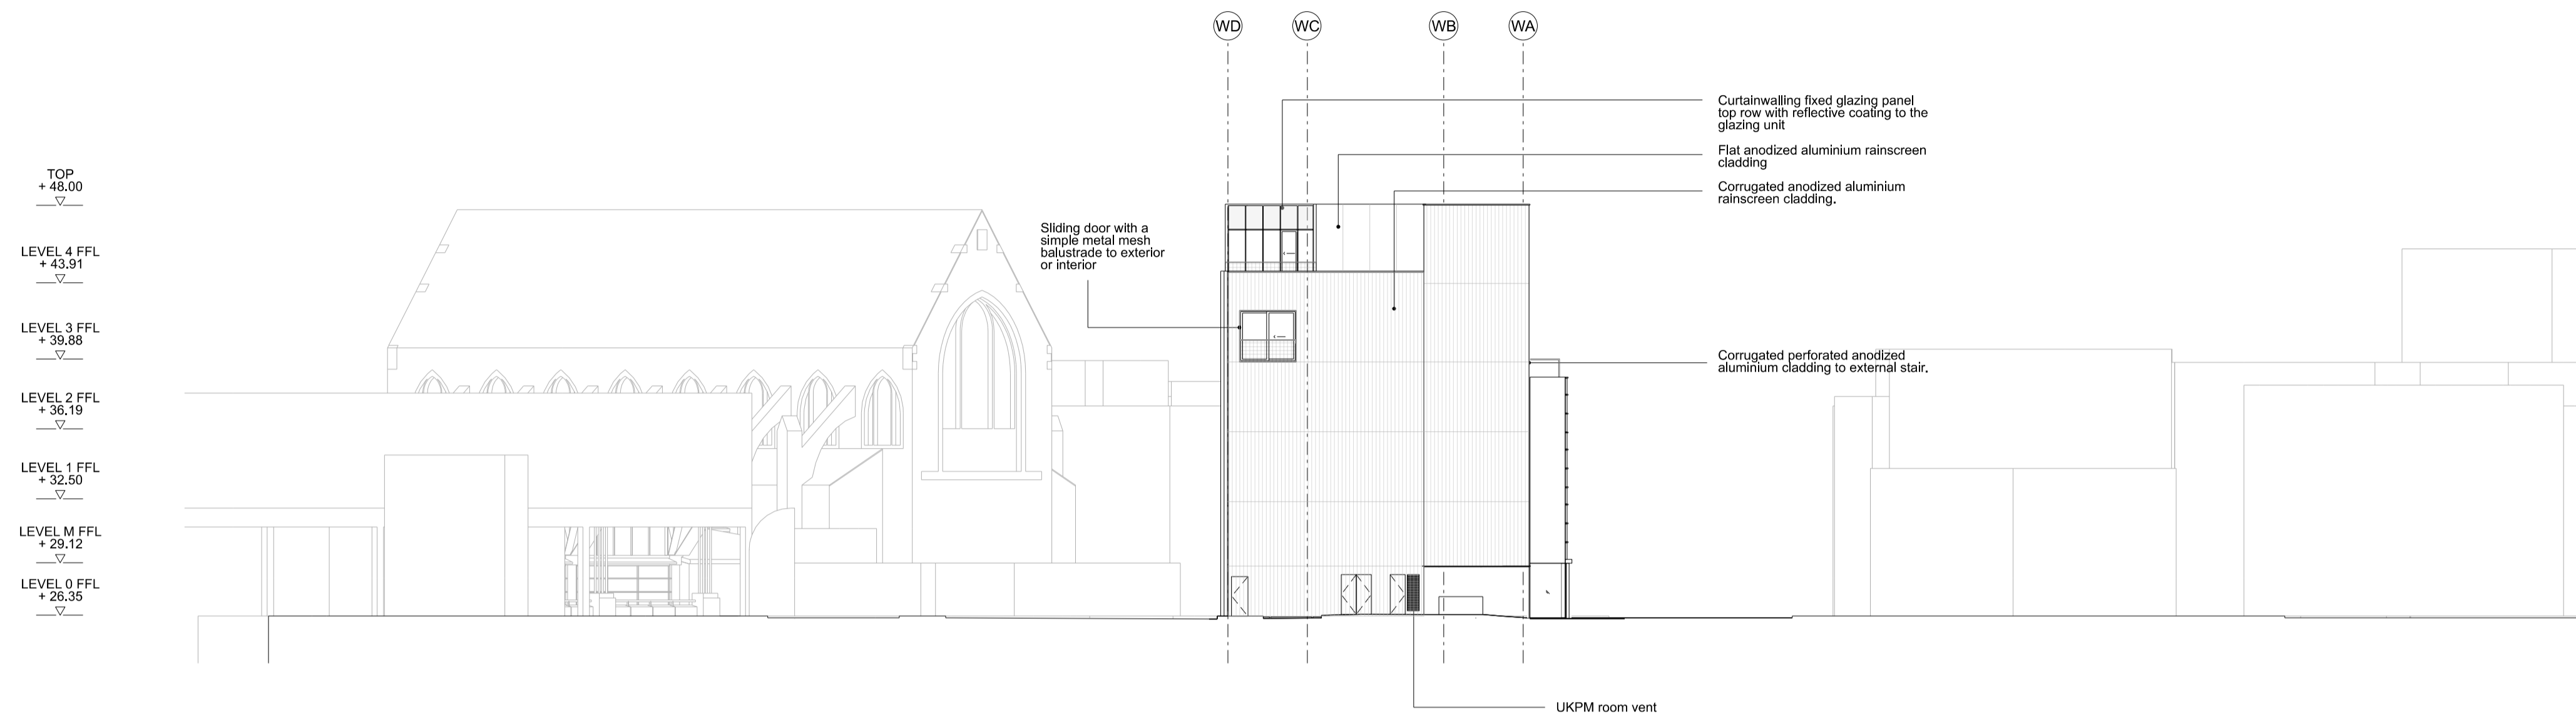 WD
WC
WB
WA
Curtainwalling fixed glazing panel
top row with reflective coating to the
glazing unit
Flat anodized aluminium rainscreen
cladding
Corrugated anodized aluminium
rainscreen cladding.
TOP
+ 48.00
Sliding door with a
simple metal mesh
balustrade to exterior
or interior
LEVEL 4 FFL
+ 43.91
LEVEL 3 FFL
+ 39.88
Corrugated perforated anodized
aluminium cladding to external stair.
LEVEL 2 FFL
+ 36.19
LEVEL 1 FFL
+ 32.50
LEVEL M FFL
+ 29.12
LEVEL 0 FFL
+ 26.35
UKPM room vent